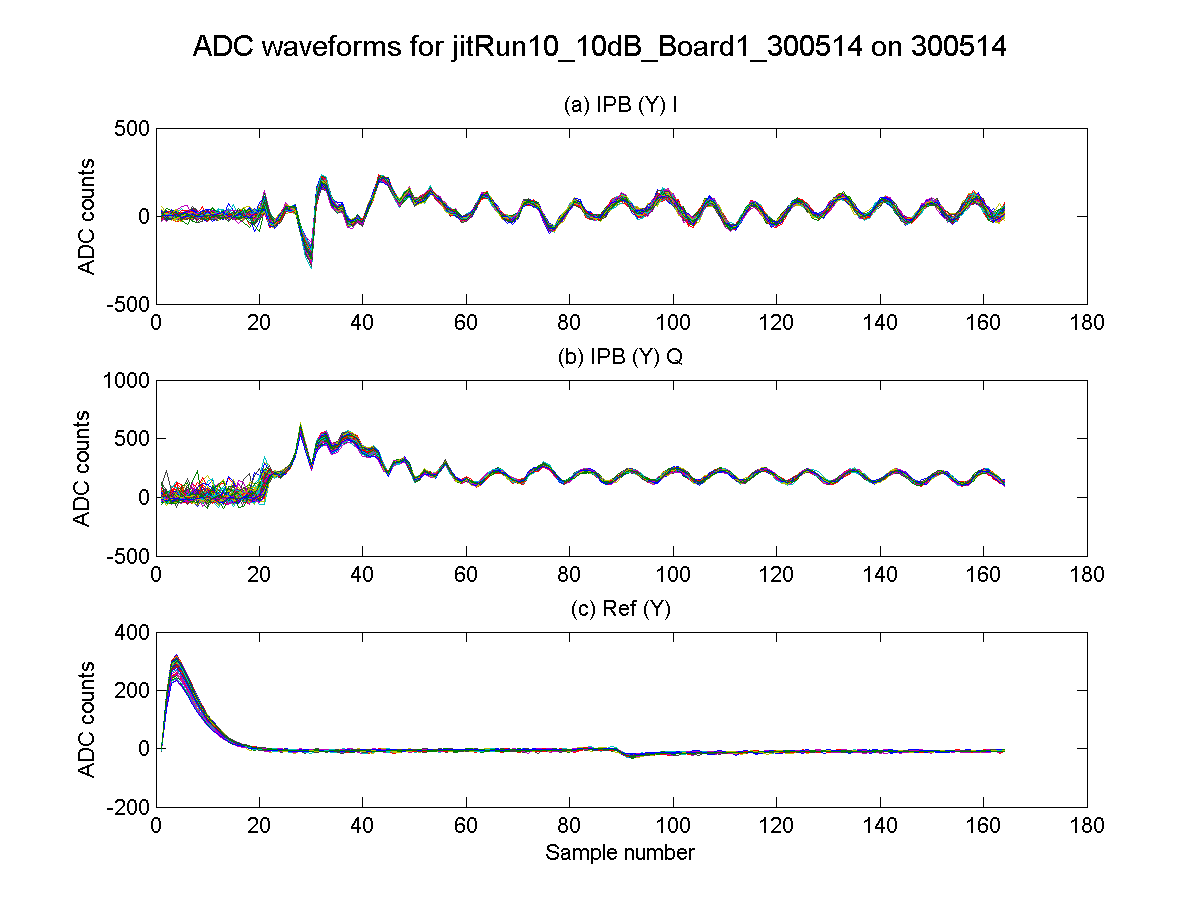 ADC waveforms for jitRun10_10dB_Board1_300514 on 300514
(a) IPB (Y) I
ADC counts
500
0
-500
0 20 40 60 80 100 120 140 160 180
(b) IPB (Y) Q
ADC counts
1000
500
0
-500
0 20 40 60 80 100 120 140 160 180
(c) Ref (Y)
ADC counts
400
200
0
-200
0 20 40 60 80 100 120 140 160 180
Sample number